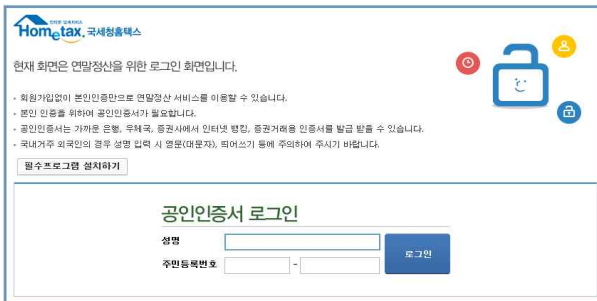 인터넷 납세서비스
Hometax. 국세청홈택스
현재 화면은 연말정산을 위한 로그인 화면입니다.
- 회원가입없이 본인인증만으로 연말정산 서비스를 이용할 수 있습니다.
- 본인 인증을 위하여 공인인증서가 필요합니다.
- 공인인증서는 가까운 은행, 우체국, 증권사에서 인터넷 뱅킹, 증권거래용 인증서를 발급 받을 수 있습니다.
- 국내거주 외국인의 경우 성명 입력 시 영문(대문자), 띄어쓰기 등에 주의하여 주시기 바랍니다.
필수프로그램 설치하기
공인인증서 로그인
성명
주민등록번호 -
로그인